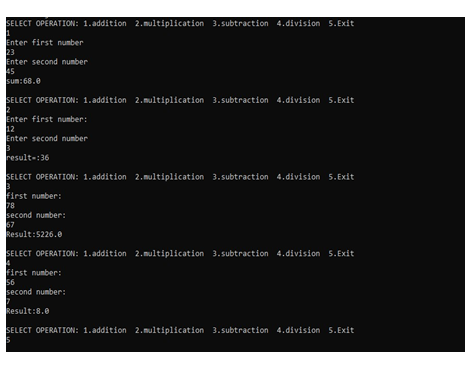 SELECT OPERATION: 1.addition  2.multiplication  3.subtraction  4.division  5.Exit
1
Enter first number
23
Enter second number
45
sum:68.0
SELECT OPERATION: 1.addition  2.multiplication  3.subtraction  4.division  5.Exit
2
Enter first number:
12
Enter second number
3
result=:36
SELECT OPERATION: 1.addition  2.multiplication  3.subtraction  4.division  5.Exit
3
first number:
78
second number:
67
Result:5226.0
SELECT OPERATION: 1.addition  2.multiplication  3.subtraction  4.division  5.Exit
4
first number:
56
second number:
7
Result:8.0
SELECT OPERATION: 1.addition  2.multiplication  3.subtraction  4.division  5.Exit
5